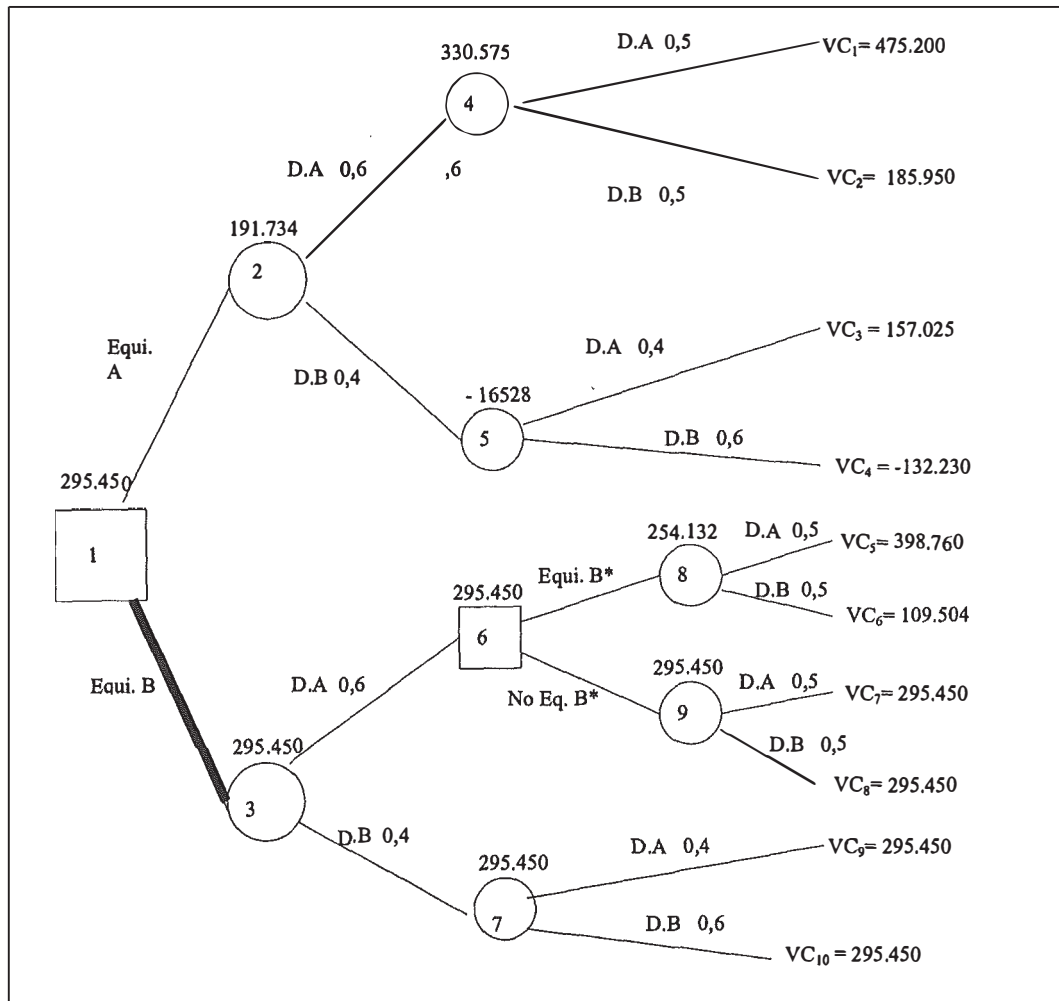 D.A 0,5
VC1= 475.200
330.575
4
D.A 0,6
,6
VC2= 185.950
D.B 0,5
191.734
2
VC3 = 157.025
Equi.
A
D.A 0,4
D.B 0,4
- 16528
5
D.B 0,6
VC4 = -132.230
295.450
1
254.132
D.A 0,5
VC5= 398.760
Equi. B*
8
295.450
D.B 0,5
VC6= 109.504
6
Equi. B
D.A 0,6
No Eq. B*
295.450
D.A 0,5
VC7= 295.450
9
D.B 0,5
295.450
VC8= 295.450
3
D.B 0,4
295.450
D.A 0,4
VC9= 295.450
7
D.B 0,6
VC10 = 295.450